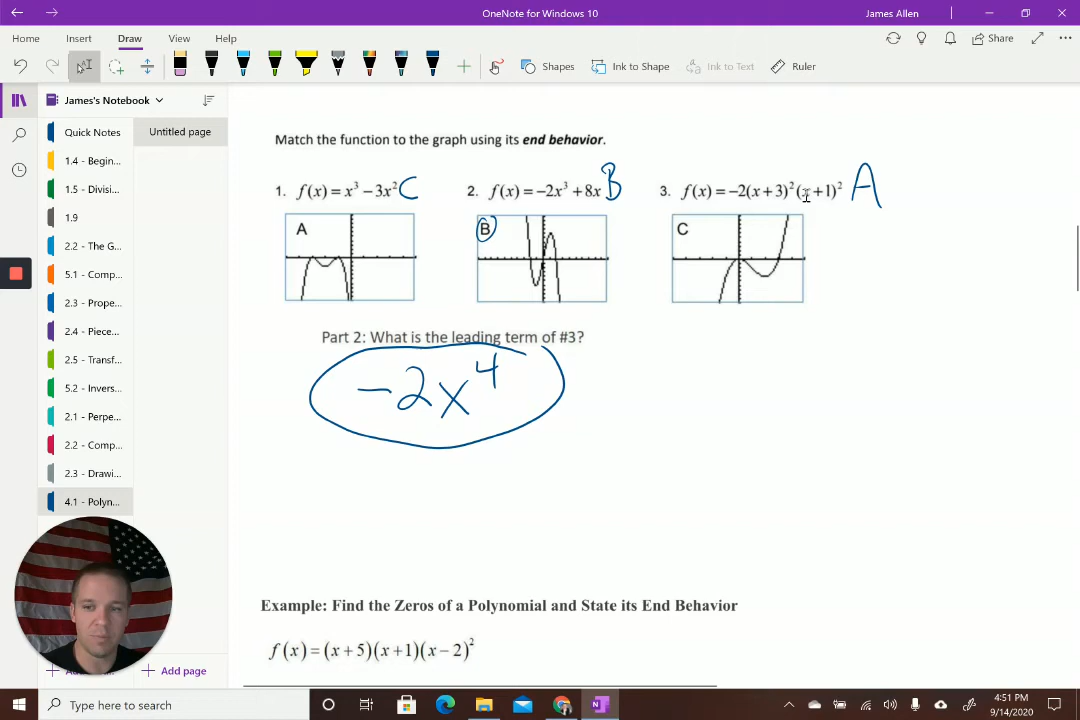 OneNote for Windows 10
James Allen
Home Insert Draw View Help
Share
Shapes Ink to Shape Ink to Text Ruler
James's Notebook
Quick Notes
1.4 - Begin...
1.5 - Divisi...
1.9
2.2 - The G...
5.1 - Comp...
2.3 - Prope...
2.4 - Piece...
2.5 - Transf...
5.2 - Invers...
2.1 - Perpe...
2.2 - Comp...
2.3 - Drawi...
4.1 - Polyn...
Untitled page
Match the function to the graph using its end behavior.
1. f(x) = x³ − 3x² C 2. f(x) = −2x³ + 8x B 3. f(x) = −2(x + 3)²(x + 1)² A
A B C
Part 2: What is the leading term of #3?
−2x⁴
Example: Find the Zeros of a Polynomial and State its End Behavior
f(x) = (x + 5)(x + 1)(x − 2)²
Add page
Type here to search
4:51 PM
9/14/2020